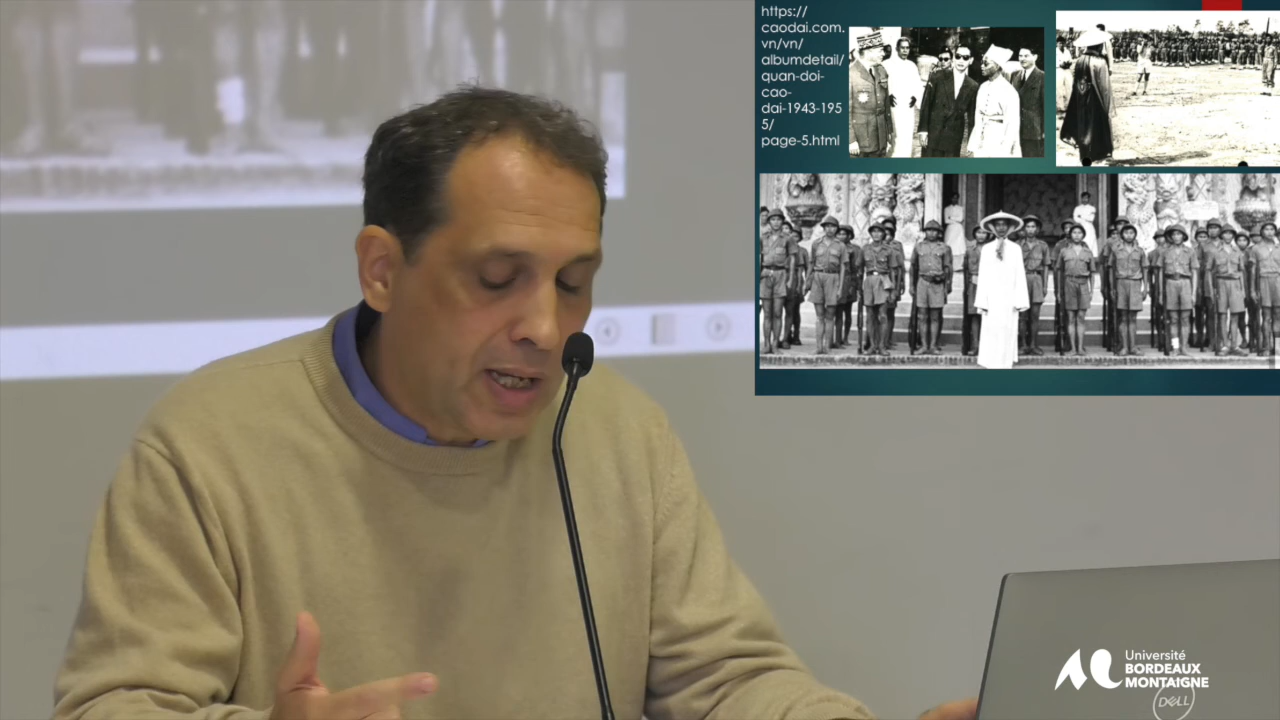 https://
caodai.com.
vn/vn/
albumdetail/
quan-doi-
cao-
dai-1943-195
5/
page-5.html
Université
BORDEAUX
MONTAIGNE
DELL